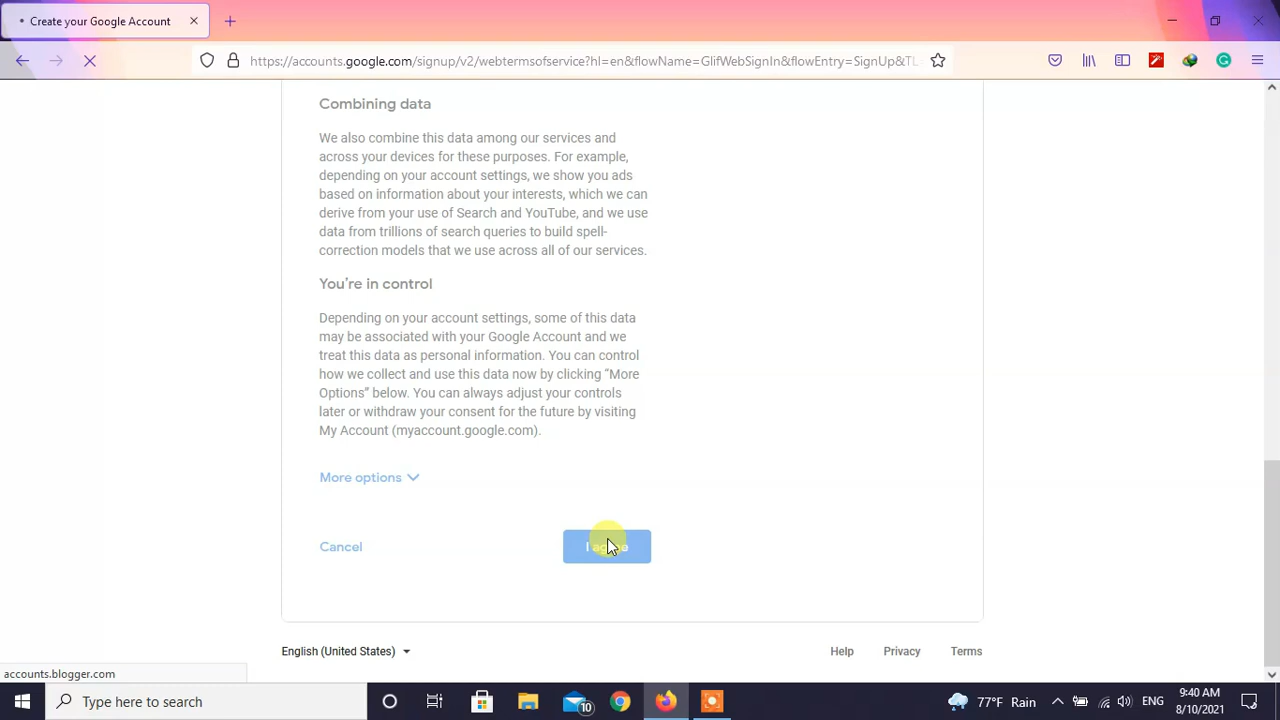 Create your Google Account
https://accounts.google.com/signup/v2/webtermsofservice?hl=en&flowName=GlifWebSignIn&flowEntry=SignUp&TL
Combining data
We also combine this data among our services and
across your devices for these purposes. For example,
depending on your account settings, we show you ads
based on information about your interests, which we can
derive from your use of Search and YouTube, and we use
data from trillions of search queries to build spell-
correction models that we use across all of our services.
You're in control
Depending on your account settings, some of this data
may be associated with your Google Account and we
treat this data as personal information. You can control
how we collect and use this data now by clicking “More
Options” below. You can always adjust your controls
later or withdraw your consent for the future by visiting
My Account (myaccount.google.com).
More options
Cancel
I agree
English (United States)
Help
Privacy
Terms
accounts.blogger.com
Type here to search
10
77°F Rain
ENG
9:40 AM
8/10/2021